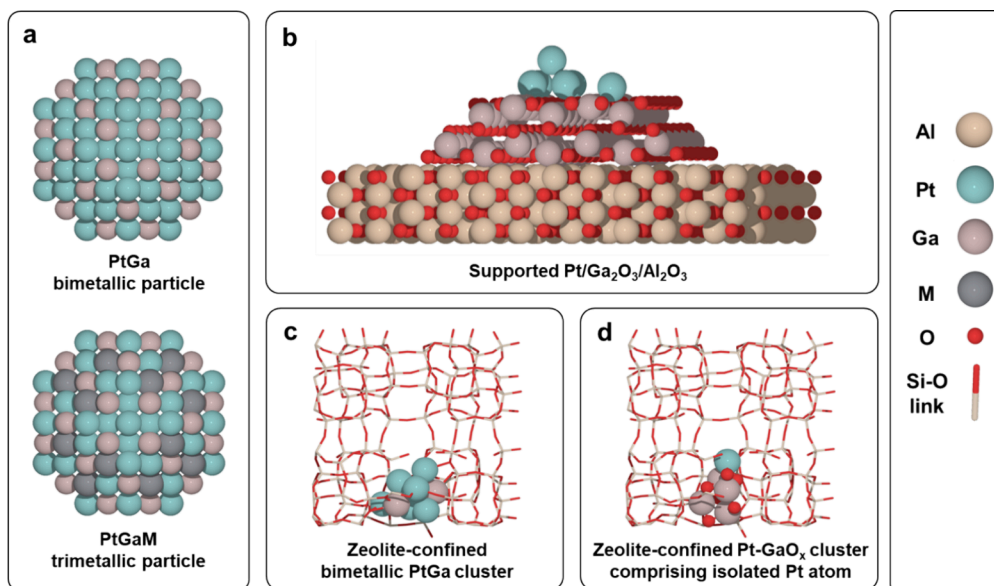 a
PtGa
bimetallic particle
PtGaM
trimetallic particle
b
Supported Pt/Ga₂O₃/Al₂O₃
c
Zeolite-confined
bimetallic PtGa cluster
d
Zeolite-confined Pt-GaOₓ cluster
comprising isolated Pt atom
Al
Pt
Ga
M
O
Si-O
link